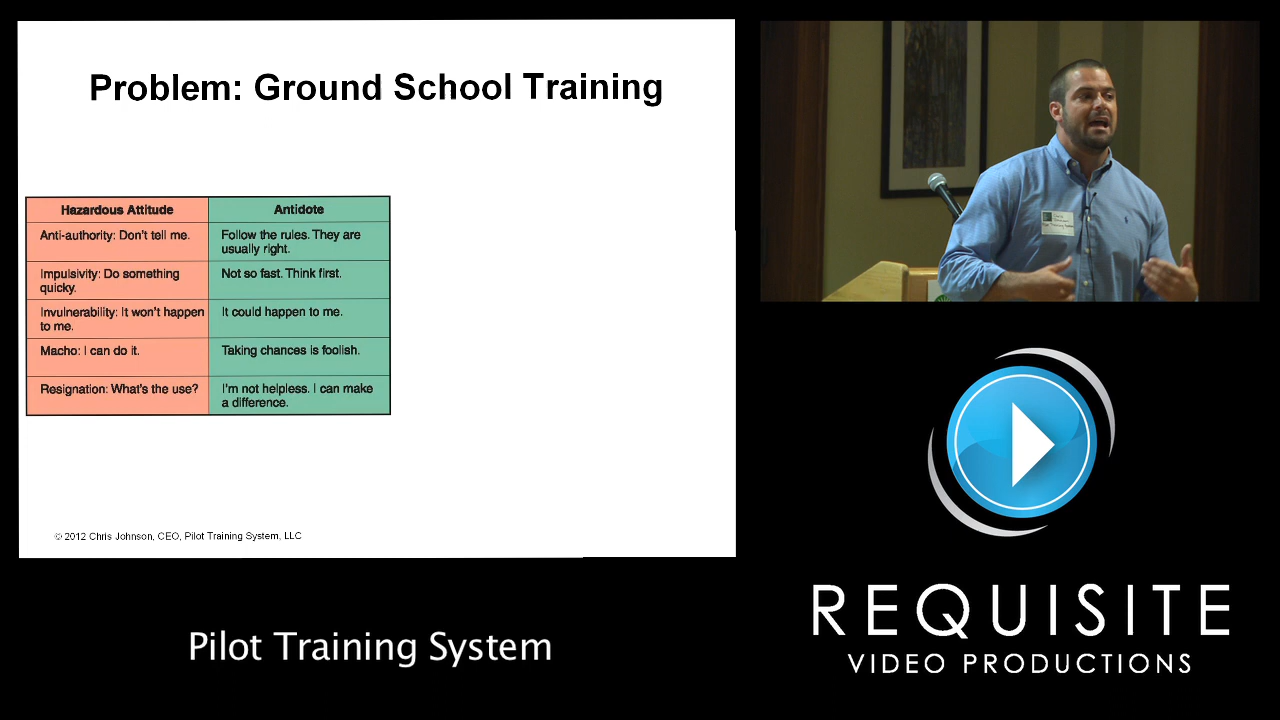 Problem: Ground School Training
Hazardous Attitude
Antidote
Anti-authority: Don't tell me.
Follow the rules. They are
usually right.
Impulsivity: Do something
quicky.
Not so fast. Think first.
Invulnerability: It won't happen
to me.
It could happen to me.
Macho: I can do it.
Taking chances is foolish.
Resignation: What's the use?
I'm not helpless. I can make
a difference.
© 2012 Chris Johnson, CEO, Pilot Training System, LLC
Pilot Training System
REQUISITE
VIDEO PRODUCTIONS